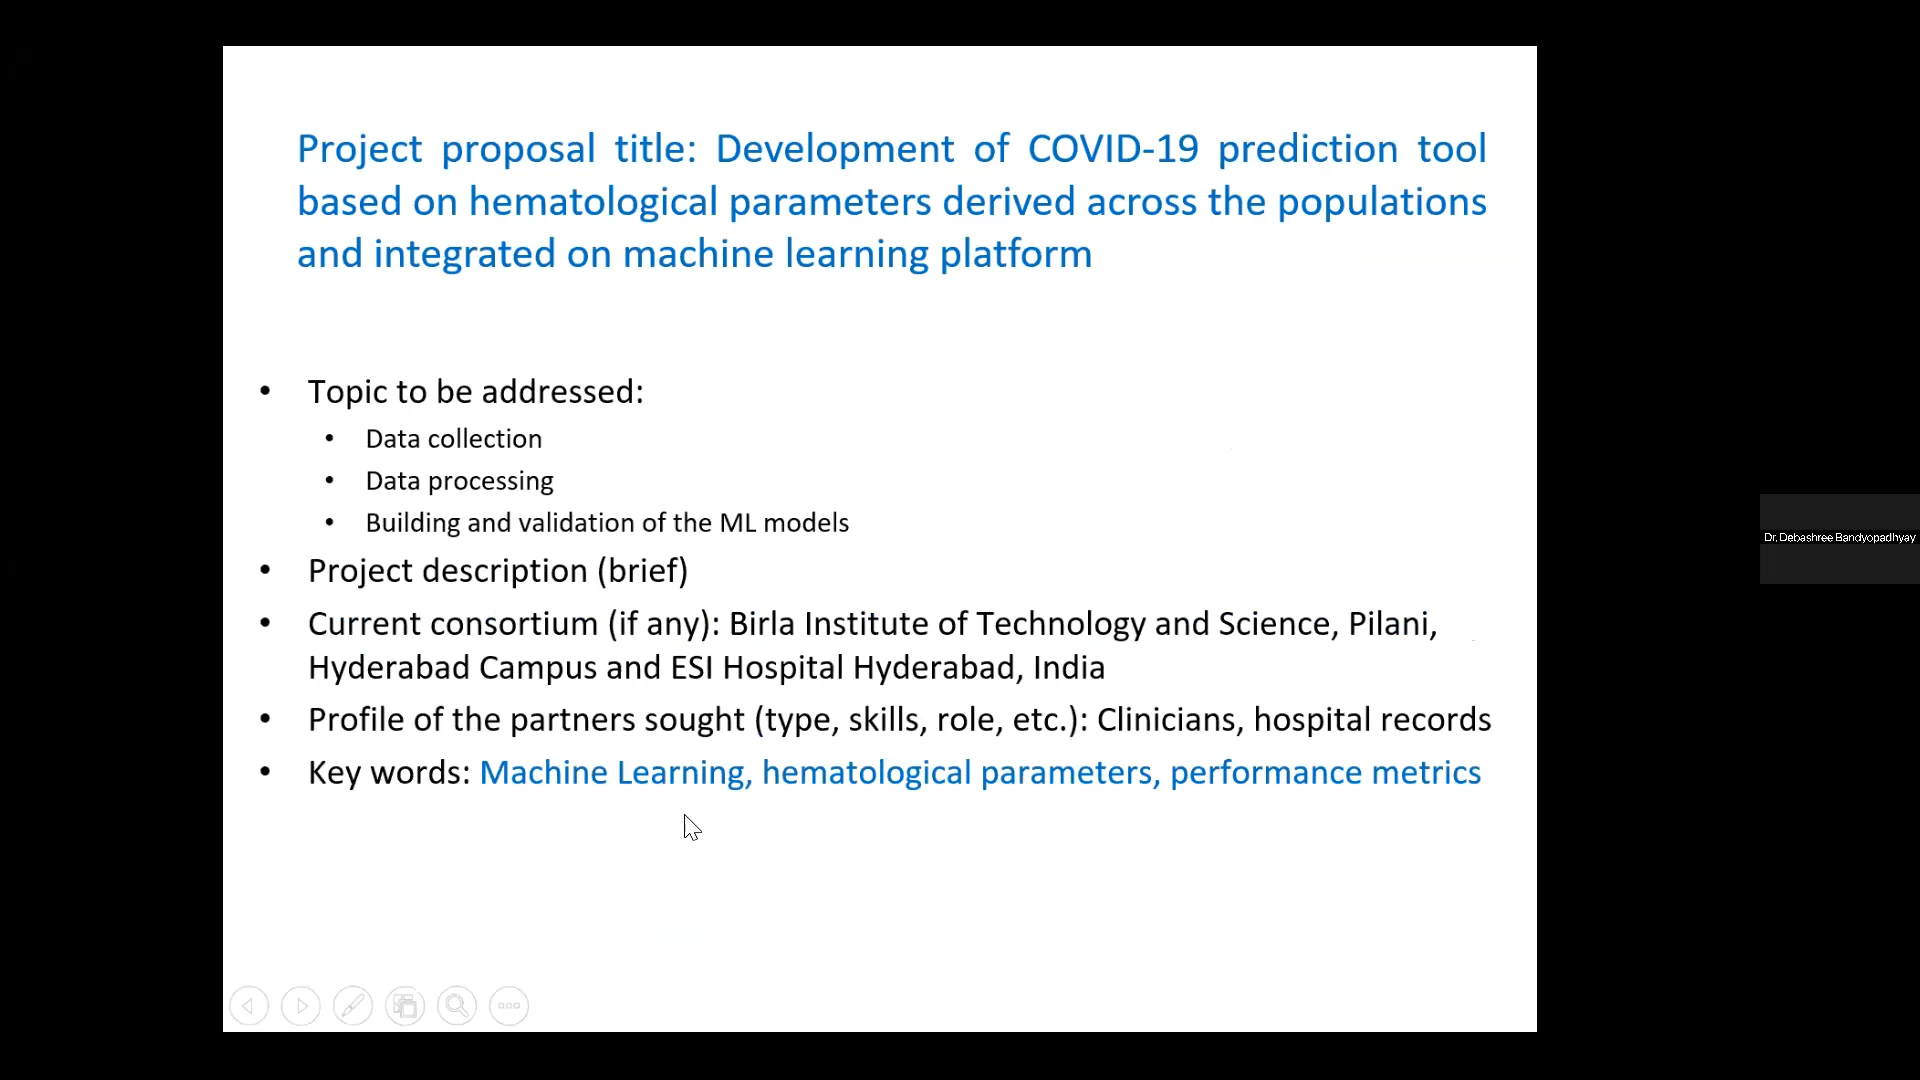 Project proposal title: Development of COVID-19 prediction tool
based on hematological parameters derived across the populations
and integrated on machine learning platform
• Topic to be addressed:
• Data collection
• Data processing
• Building and validation of the ML models
• Project description (brief)
• Current consortium (if any): Birla Institute of Technology and Science, Pilani,
Hyderabad Campus and ESI Hospital Hyderabad, India
• Profile of the partners sought (type, skills, role, etc.): Clinicians, hospital records
• Key words: Machine Learning, hematological parameters, performance metrics
Dr. Debashree Bandyopadhyay